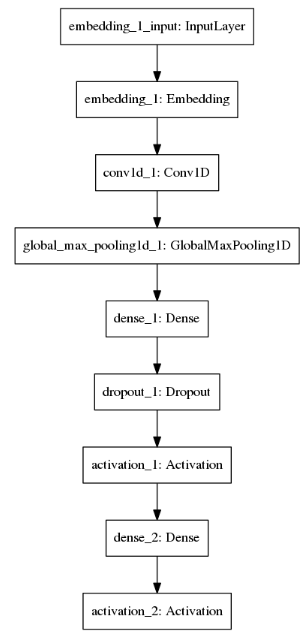 embedding_1_input: InputLayer
embedding_1: Embedding
conv1d_1: Conv1D
global_max_pooling1d_1: GlobalMaxPooling1D
dense_1: Dense
dropout_1: Dropout
activation_1: Activation
dense_2: Dense
activation_2: Activation